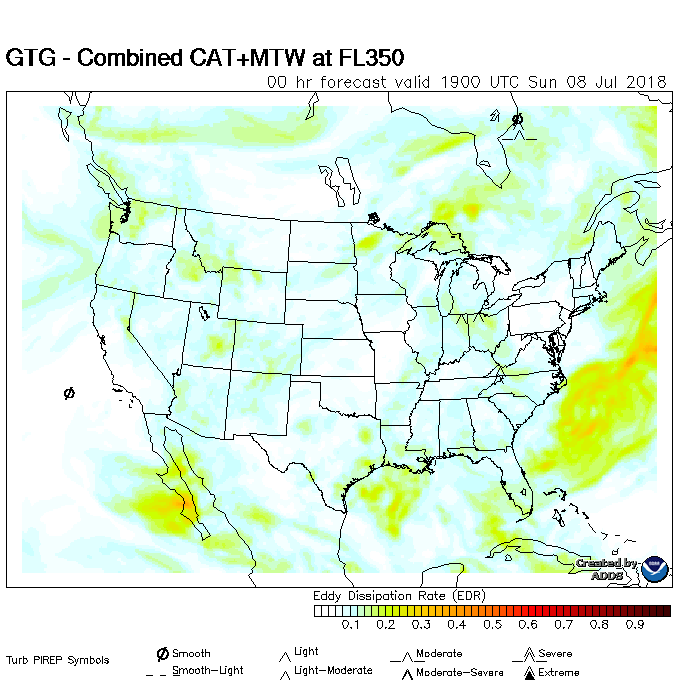 GTG - Combined CAT+MTW at FL350
00 hr forecast valid 1900 UTC Sun 08 Jul 2018
Created by
ADDS
Eddy Dissipation Rate (EDR)
0.1 0.2 0.3 0.4 0.5 0.6 0.7 0.8 0.9
Turb PIREP Symbols
Smooth Light Moderate Severe
Smooth-Light Light-Moderate Moderate-Severe Extreme